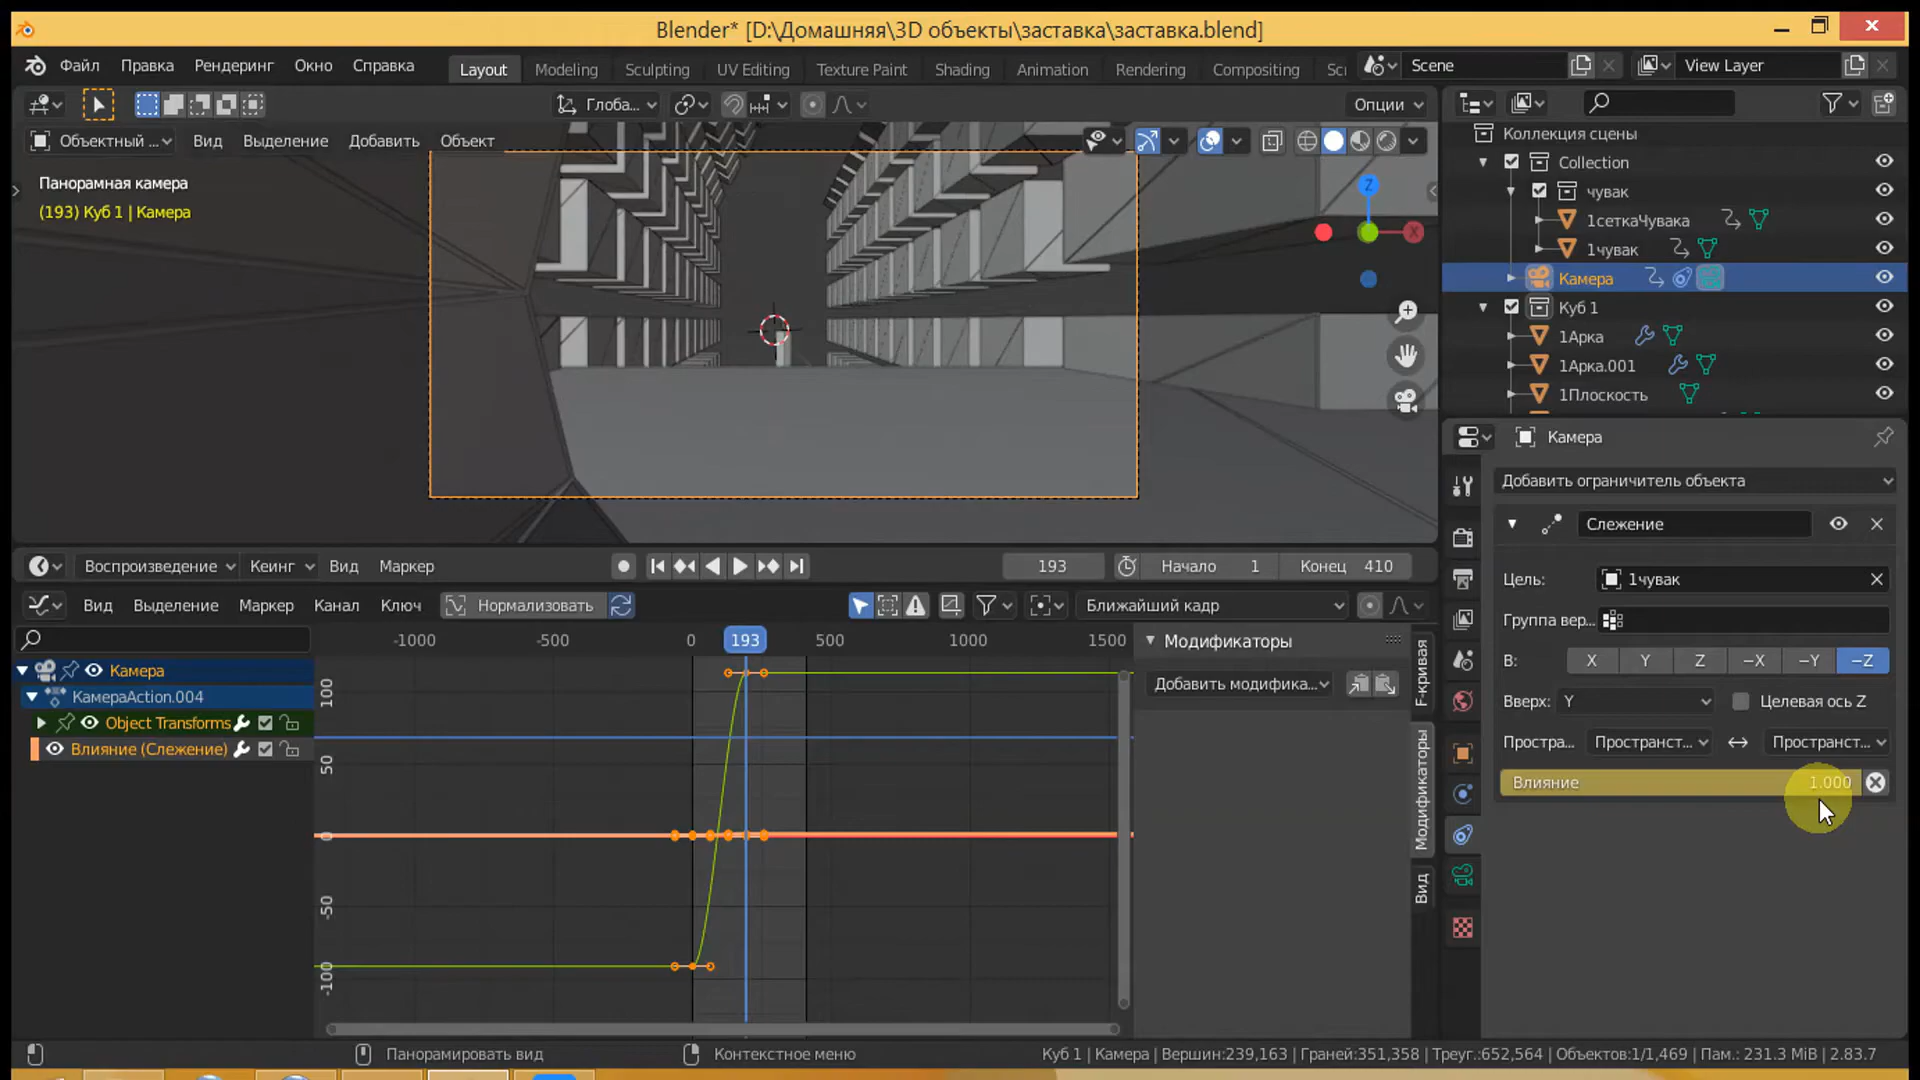 Blender* [D:\Домашняя\3D объекты\заставка\заставка.blend]
Файл Правка Рендеринг Окно Справка Layout Modeling Sculpting UV Editing Texture Paint Shading Animation Rendering Compositing Sc Scene View Layer
Глоба... Опции
Объектный ... Вид Выделение Добавить Объект
Панорамная камера
(193) Куб 1 | Камера
Z
X
Коллекция сцены
Collection
чувак
1сеткаЧувака
1чувак
Камера
Куб 1
1Арка
1Арка.001
1Плоскость
Камера
Добавить ограничитель объекта
Слежение
Цель: 1чувак
Группа вер...
В: X Y Z −X −Y −Z
Вверх: Y Целевая ось Z
Простра... Пространст... Пространст...
Влияние 1.000
Воспроизведение Кеинг Вид Маркер 193 Начало 1 Конец 410
Вид Выделение Маркер Канал Ключ Нормализовать Ближайший кадр
-1000 -500 0 193 500 1000 1500
Камера
КамераAction.004
Object Transforms
Влияние (Слежение)
100
50
0
-50
-100
Модификаторы
Добавить модифика...
F-кривая
Модификаторы
Вид
Панорамировать вид Контекстное меню Куб 1 | Камера | Вершин:239,163 | Граней:351,358 | Треуг.:652,564 | Объекты:1/1,469 | Пам.: 231.3 MiB | 2.83.7